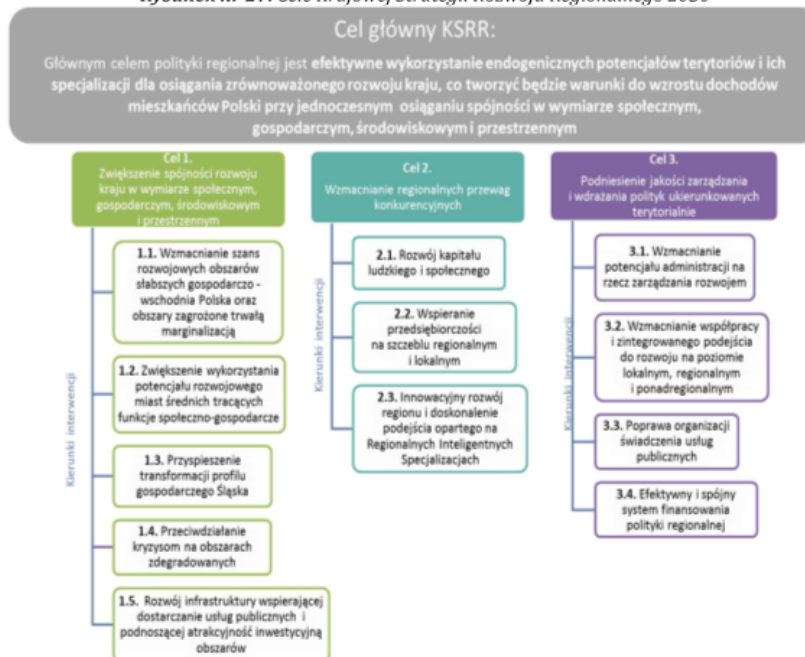 Cel główny KSRR:
Głównym celem polityki regionalnej jest efektywne wykorzystanie endogenicznych potencjałów terytoriów i ich
specjalizacji dla osiągania zrównoważonego rozwoju kraju, co tworzyć będzie warunki do wzrostu dochodów
mieszkańców Polski przy jednoczesnym osiąganiu spójności w wymiarze społecznym,
gospodarczym, środowiskowym i przestrzennym
Cel 1.
Zwiększenie spójności rozwoju
kraju w wymiarze społecznym,
gospodarczym, środowiskowym
i przestrzennym
Kierunki interwencji
1.1. Wzmacnianie szans
rozwojowych obszarów
słabszych gospodarczo -
wschodnia Polska oraz
obszary zagrożone trwałą
marginalizacją
1.2. Zwiększenie wykorzystania
potencjału rozwojowego
miast średnich tracących
funkcje społeczno-gospodarcze
1.3. Przyspieszenie
transformacji profilu
gospodarczego Śląska
1.4. Przeciwdziałanie
kryzysom na obszarach
zdegradowanych
1.5. Rozwój infrastruktury wspierającej
dostarczanie usług publicznych i
podnoszącej atrakcyjność inwestycyjną
obszarów
Cel 2.
Wzmacnianie regionalnych przewag
konkurencyjnych
Kierunki interwencji
2.1. Rozwój kapitału
ludzkiego i społecznego
2.2. Wspieranie
przedsiębiorczości
na szczeblu regionalnym
i lokalnym
2.3. Innowacyjny rozwój
regionu i doskonalenie
podejścia opartego na
Regionalnych Inteligentnych
Specjalizacjach
Cel 3.
Podniesienie jakości zarządzania
i wdrażania polityk ukierunkowanych
terytorialnie
Kierunki interwencji
3.1. Wzmacnianie
potencjału administracji na
rzecz zarządzania rozwojem
3.2. Wzmacnianie współpracy
i zintegrowanego podejścia
do rozwoju na poziomie
lokalnym, regionalnym
i ponadregionalnym
3.3. Poprawa organizacji
świadczenia usług
publicznych
3.4. Efektywny i spójny
system finansowania
polityki regionalnej